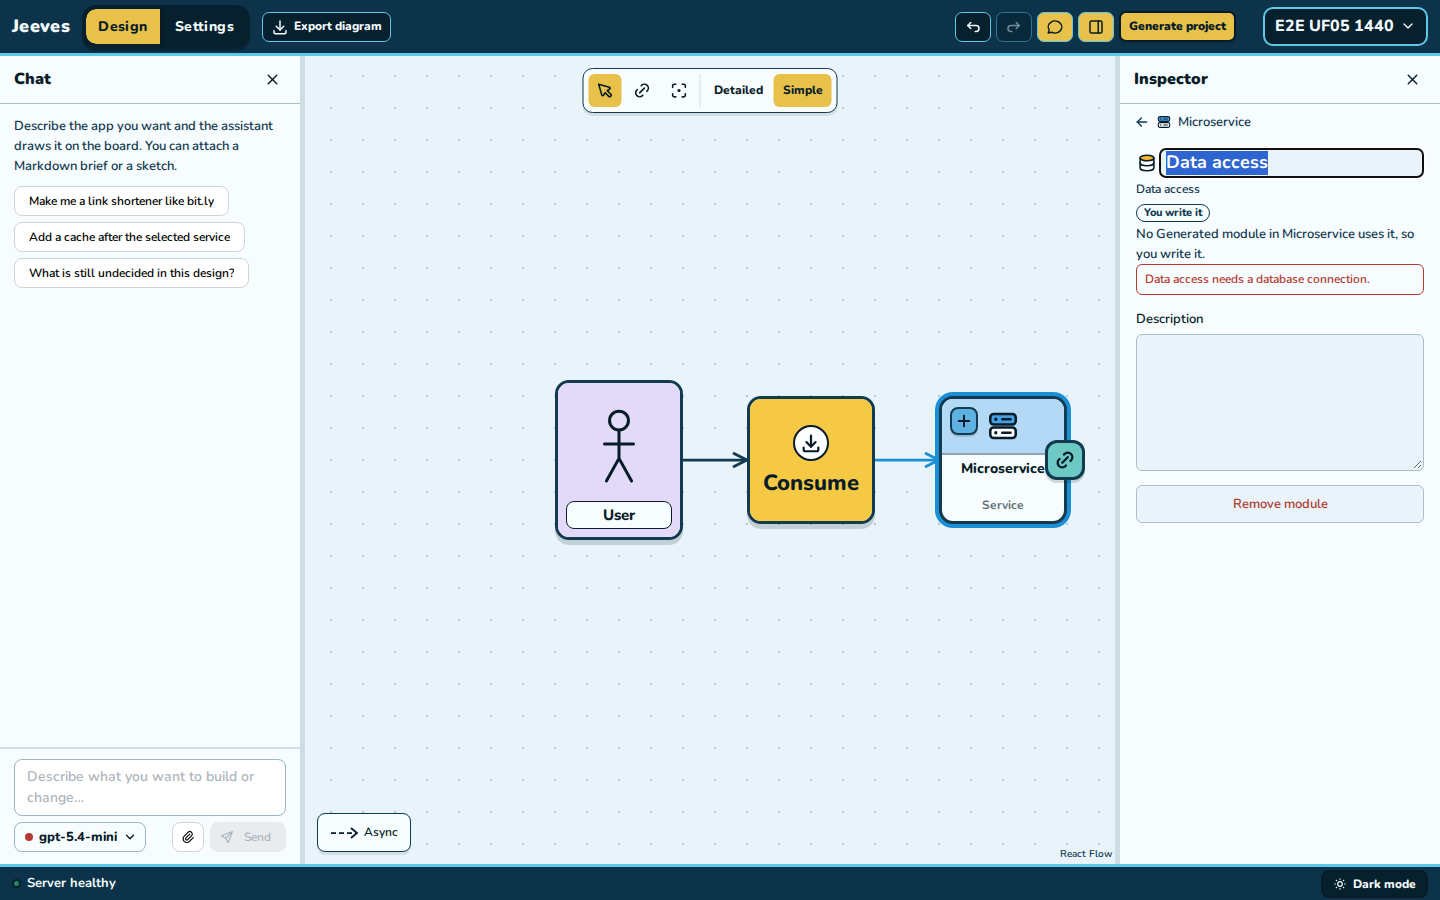 Jeeves
Design
Settings
Export diagram
Generate project
E2E UF05 1440
Chat
Describe the app you want and the assistant
draws it on the board. You can attach a
Markdown brief or a sketch.
Make me a link shortener like bit.ly
Add a cache after the selected service
What is still undecided in this design?
Describe what you want to build or
change...
gpt-5.4-mini
Send
Detailed
Simple
User
Consume
Microservice
Service
Async
React Flow
Inspector
Microservice
Data access
Data access
You write it
No Generated module in Microservice uses it, so
you write it.
Data access needs a database connection.
Description
Remove module
Server healthy
Dark mode